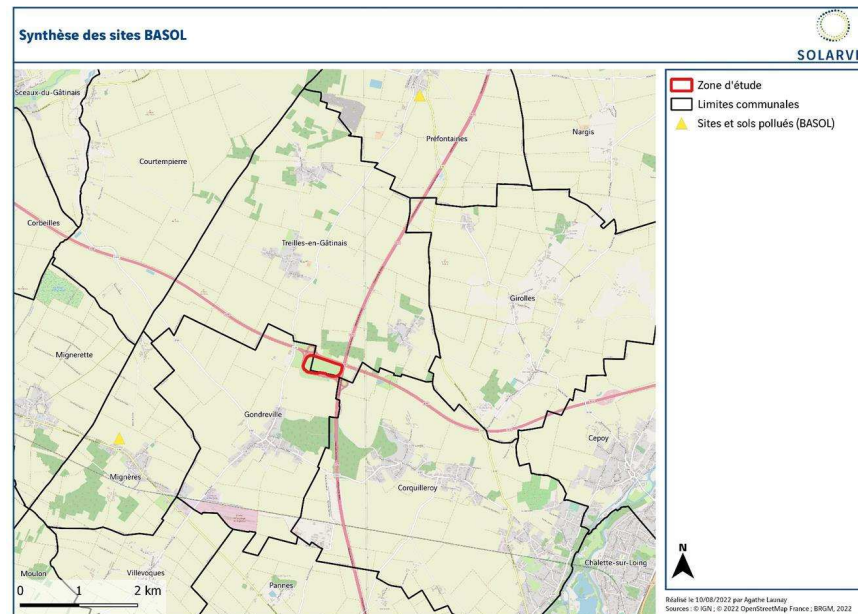 Synthèse des sites BASOL
SOLARVI
Zone d'étude
Limites communales
Sites et sols pollués (BASOL)
Sceaux-du-Gâtinais
Préfontaines
Nargis
Courtempierre
Corbeilles
Treilles-en-Gâtinais
Girolles
Mignerette
Gondreville
Cepoy
Mignères
Corquilleroy
Châlette-sur-Loing
Moulon
Villevoques
Pannes
0 1 2 km
N
Réalisé le 10/08/2022 par Agathe Launay
Sources : © IGN ; © 2022 OpenStreetMap France ; BRGM, 2022